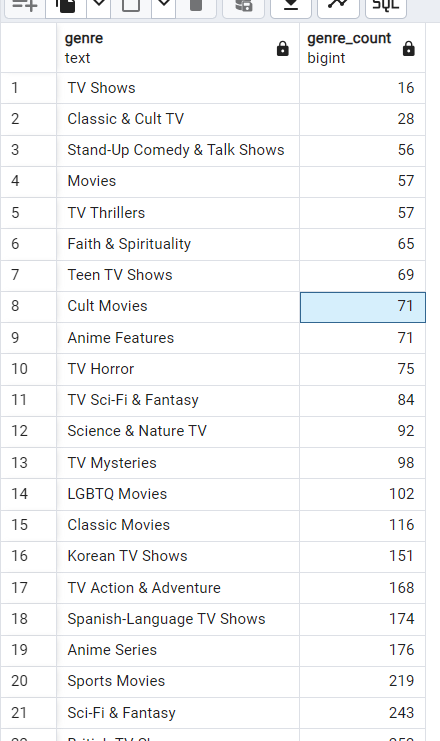 SQL
genre genre_count
text bigint
1 TV Shows 16
2 Classic & Cult TV 28
3 Stand-Up Comedy & Talk Shows 56
4 Movies 57
5 TV Thrillers 57
6 Faith & Spirituality 65
7 Teen TV Shows 69
8 Cult Movies 71
9 Anime Features 71
10 TV Horror 75
11 TV Sci-Fi & Fantasy 84
12 Science & Nature TV 92
13 TV Mysteries 98
14 LGBTQ Movies 102
15 Classic Movies 116
16 Korean TV Shows 151
17 TV Action & Adventure 168
18 Spanish-Language TV Shows 174
19 Anime Series 176
20 Sports Movies 219
21 Sci-Fi & Fantasy 243